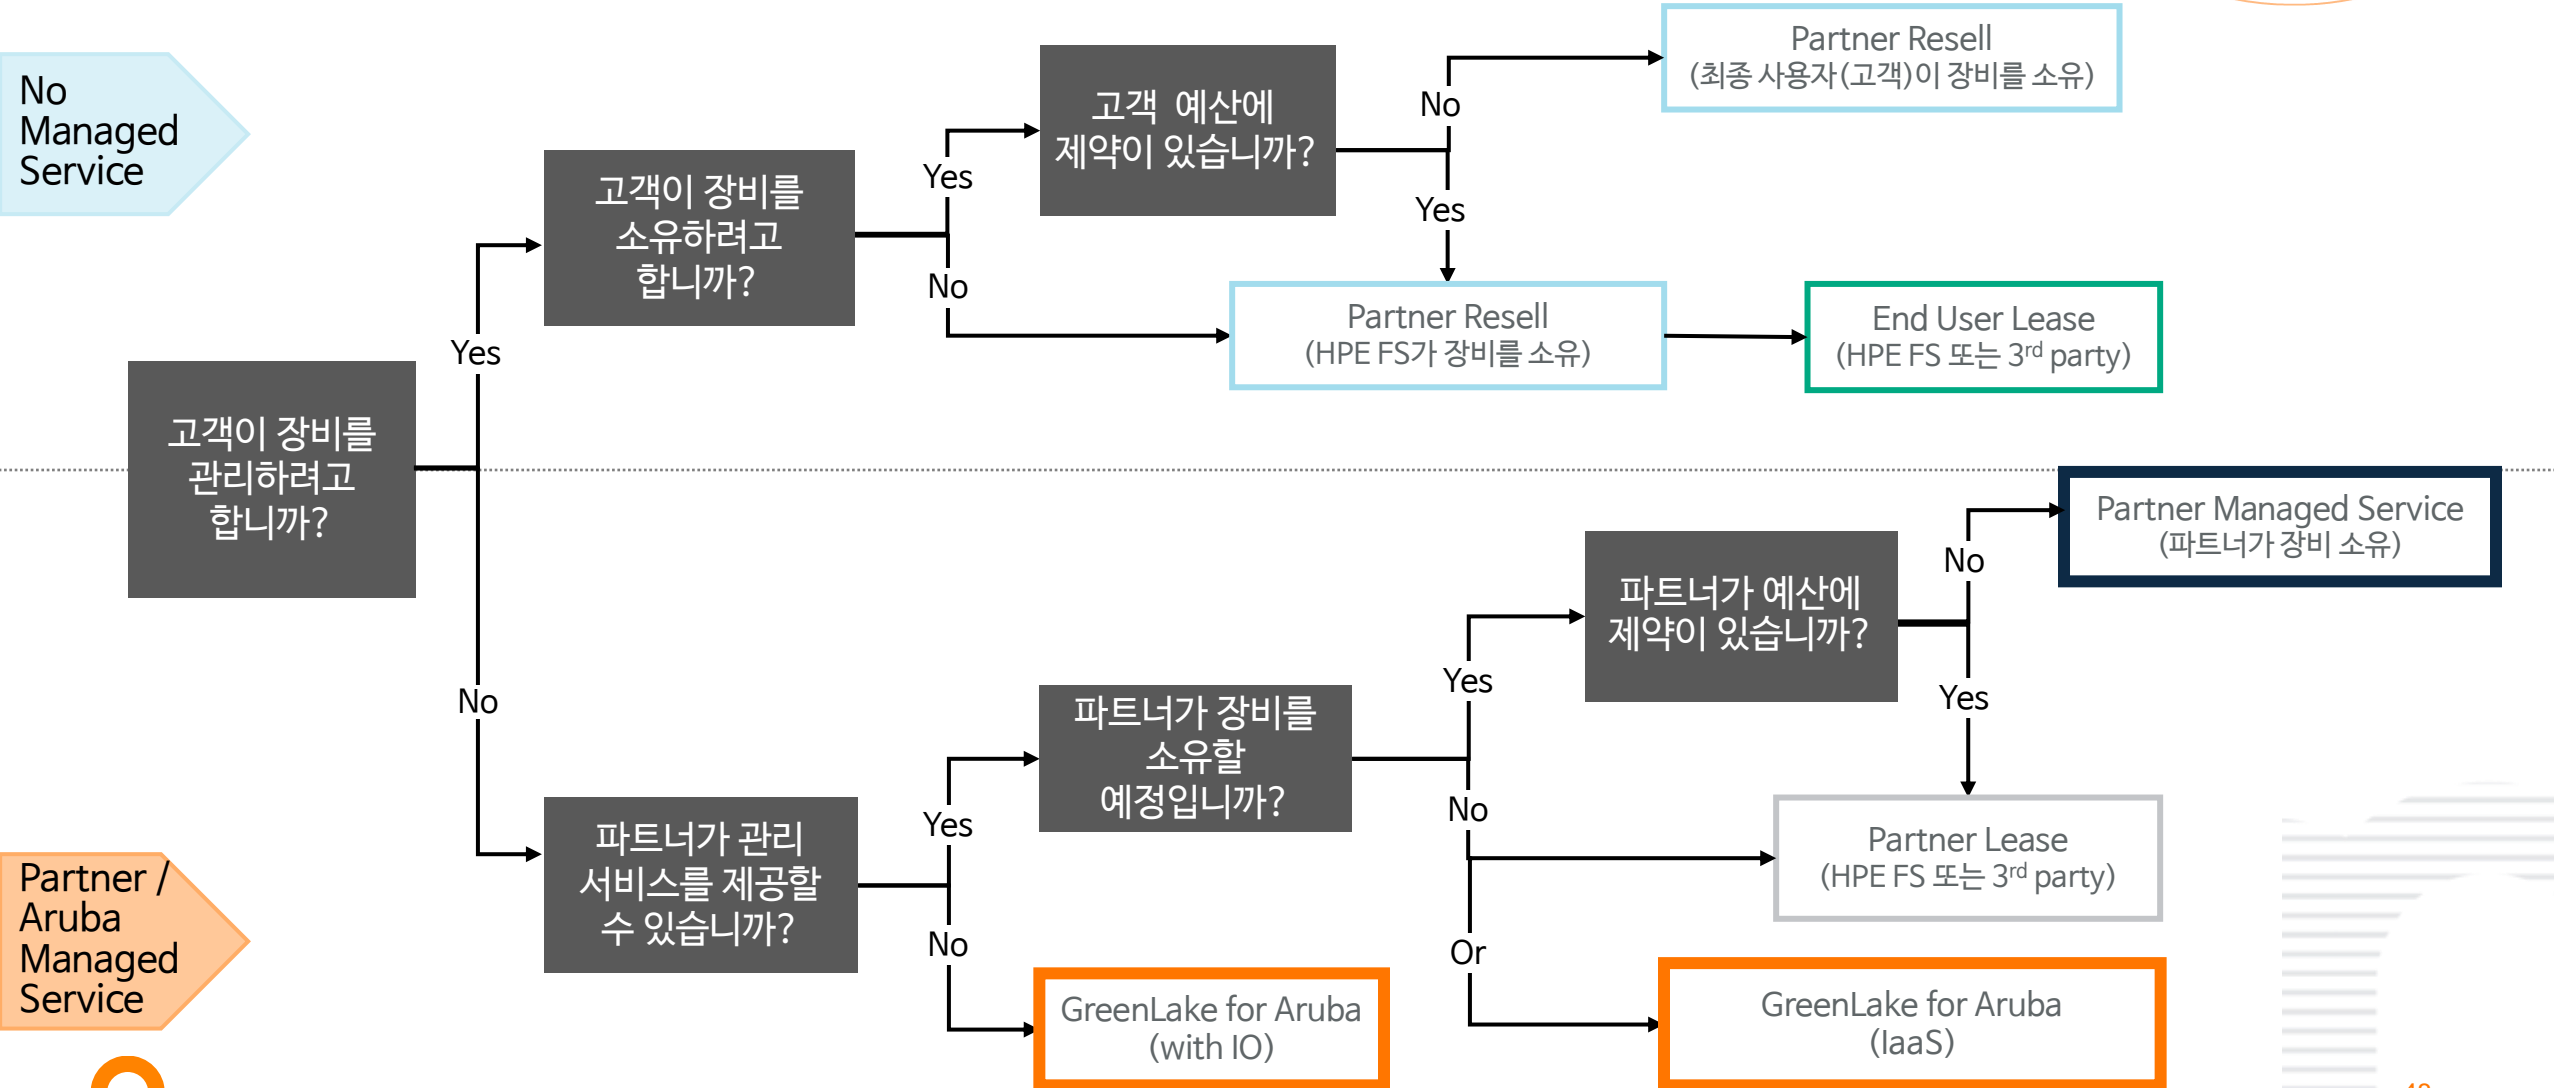 No
Managed
Service
고객이 장비를
관리하려고
합니까?
Yes
No
고객이 장비를
소유하려고
합니까?
Yes
No
고객 예산에
제약이 있습니까?
No
Yes
Partner Resell
(최종 사용자(고객)이 장비를 소유)
Partner Resell
(HPE FS가 장비를 소유)
End User Lease
(HPE FS 또는 3rd party)
Partner /
Aruba
Managed
Service
파트너가 관리
서비스를 제공할
수 있습니까?
Yes
No
파트너가 장비를
소유할
예정입니까?
Yes
No
Or
파트너가 예산에
제약이 있습니까?
No
Yes
Partner Managed Service
(파트너가 장비 소유)
Partner Lease
(HPE FS 또는 3rd party)
GreenLake for Aruba
(with IO)
GreenLake for Aruba
(IaaS)